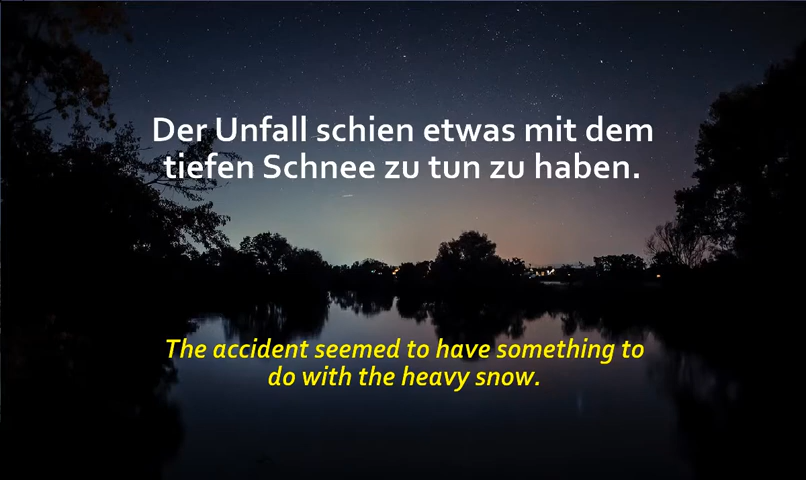 Der Unfall schien etwas mit dem
tiefen Schnee zu tun zu haben.
The accident seemed to have something to
do with the heavy snow.